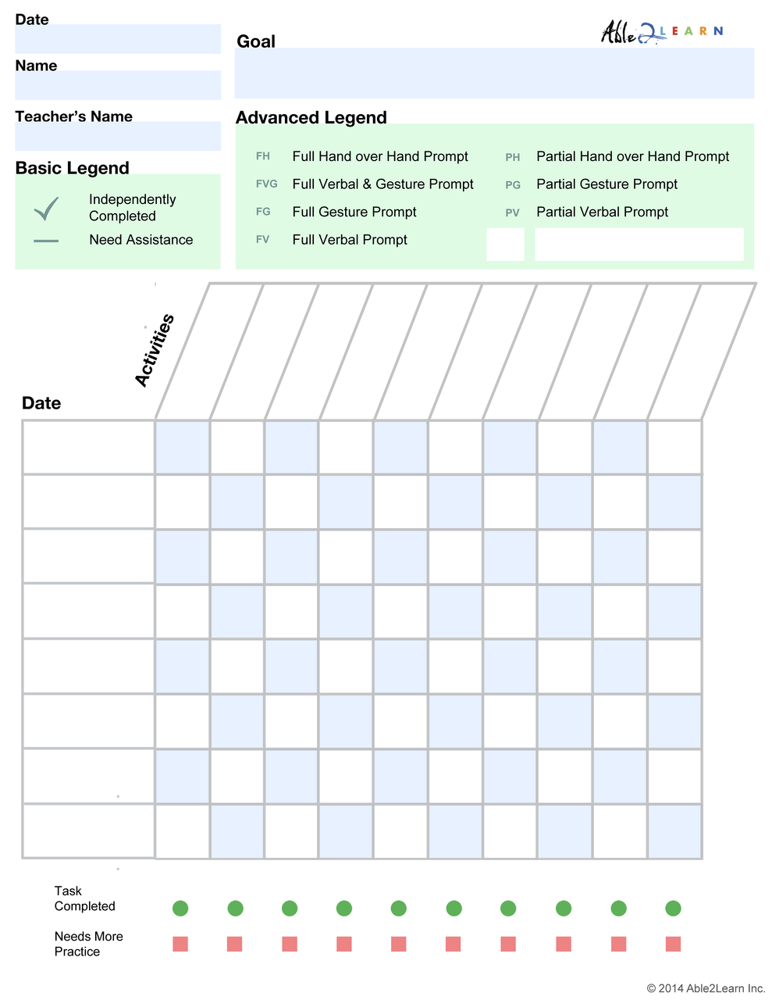 Date
Able2LEARN
Goal
Name
Teacher's Name
Advanced Legend
FH Full Hand over Hand Prompt
PH Partial Hand over Hand Prompt
FVG Full Verbal & Gesture Prompt
PG Partial Gesture Prompt
FG Full Gesture Prompt
PV Partial Verbal Prompt
FV Full Verbal Prompt
Basic Legend
Independently
Completed
Need Assistance
Activities
Date
Task
Completed
Needs More
Practice
© 2014 Able2Learn Inc.